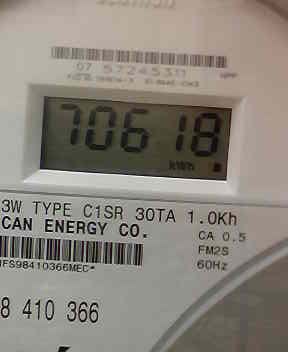 07 57245311
70618
kWh
3W TYPE C1SR 30TA 1.0Kh
CAN ENERGY CO.
CA 0.5
FM2S
60Hz
IFS98410366MEC*
8 410 366